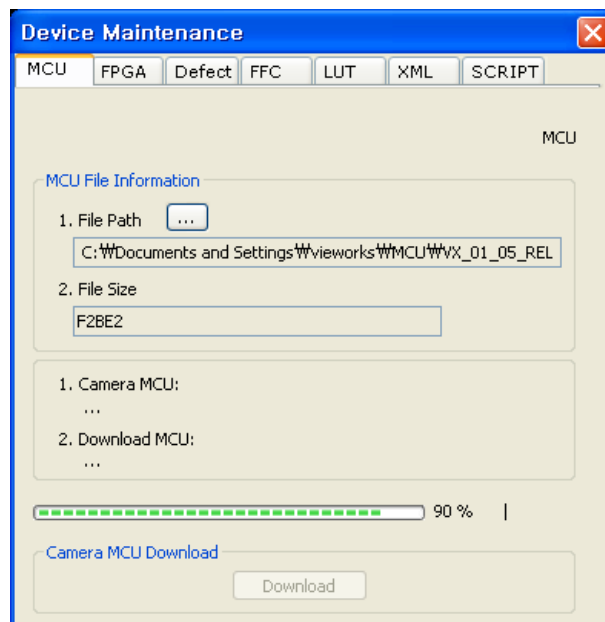 Device Maintenance
MCU FPGA Defect FFC LUT XML SCRIPT
MCU
MCU File Information
1. File Path ...
C:₩Documents and Settings₩vieworks₩MCU₩VX_01_05_REL
2. File Size
F2BE2
1. Camera MCU:
...
2. Download MCU:
...
90 % |
Camera MCU Download
Download